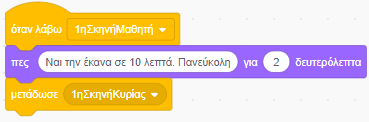 όταν λάβω 1ηΣκηνήΜαθητή
πες Ναι την έκανα σε 10 λεπτά. Πανεύκολη για 2 δευτερόλεπτα
μετάδωσε 1ηΣκηνήΚυρίας